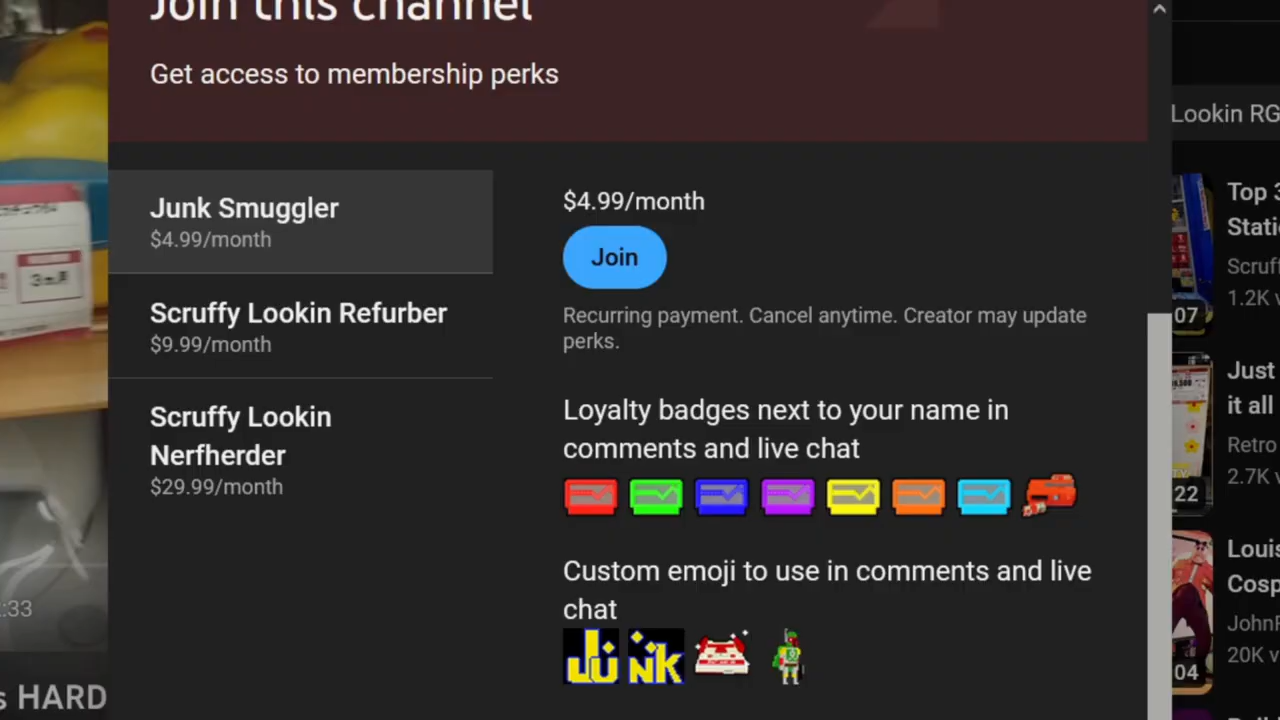 Join this channel
Get access to membership perks
Junk Smuggler
$4.99/month
Scruffy Lookin Refurber
$9.99/month
Scruffy Lookin
Nerfherder
$29.99/month
$4.99/month
Join
Recurring payment. Cancel anytime. Creator may update
perks.
Loyalty badges next to your name in
comments and live chat
Custom emoji to use in comments and live
chat
JU NK
:33
s HARD
Lookin RG
Top 3
Stati
Scruff
1.2K v
07
Just
it all
Retro
2.7K v
22
Louis
Cosp
JohnF
20K v
04